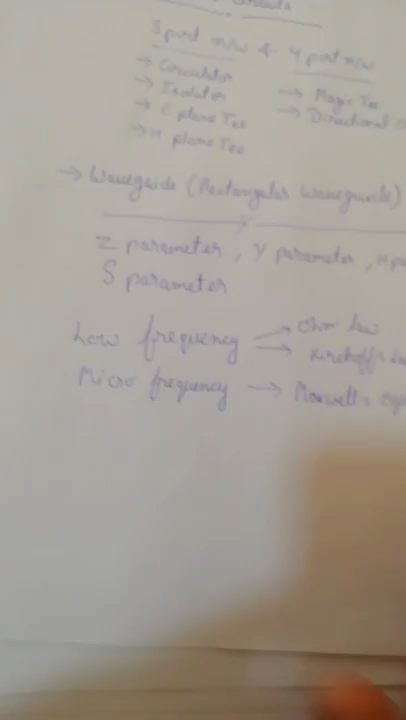 3 port n/w & 4 port n/w
→ Circulator
→ Isolator → Magic Tee
→ E plane Tee → Directional
→ H plane Tee
→ Waveguide (Rectangular Waveguide)
Z parameter, Y parameter, H
S parameter
Low frequency → Ohm law
→ Kirchoff's
Micro frequency → Maxwell's